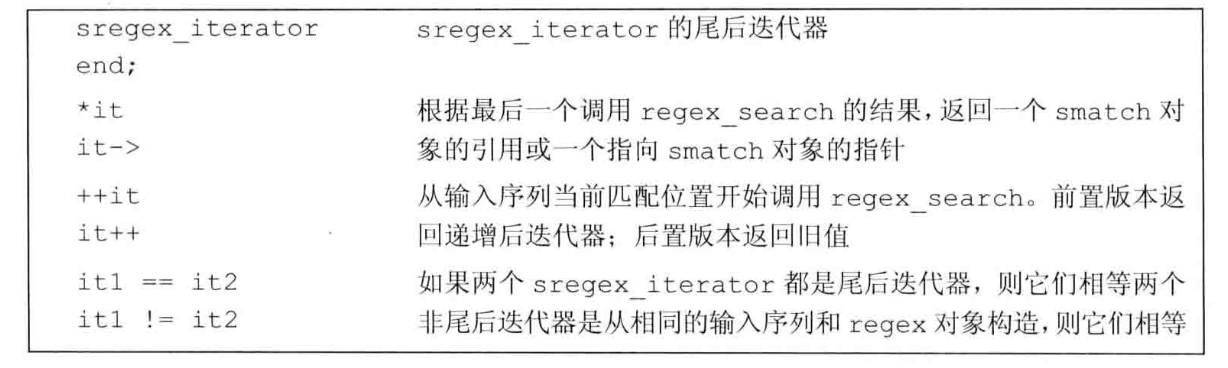 sregex_iterator sregex_iterator 的尾后迭代器
end;
*it 根据最后一个调用 regex_search 的结果,返回一个 smatch 对
it-> 象的引用或一个指向 smatch 对象的指针
++it 从输入序列当前匹配位置开始调用 regex_search。前置版本返
it++ 回递增后迭代器；后置版本返回旧值
it1 == it2 如果两个 sregex_iterator 都是尾后迭代器，则它们相等两个
it1 != it2 非尾后迭代器是从相同的输入序列和 regex 对象构造,则它们相等